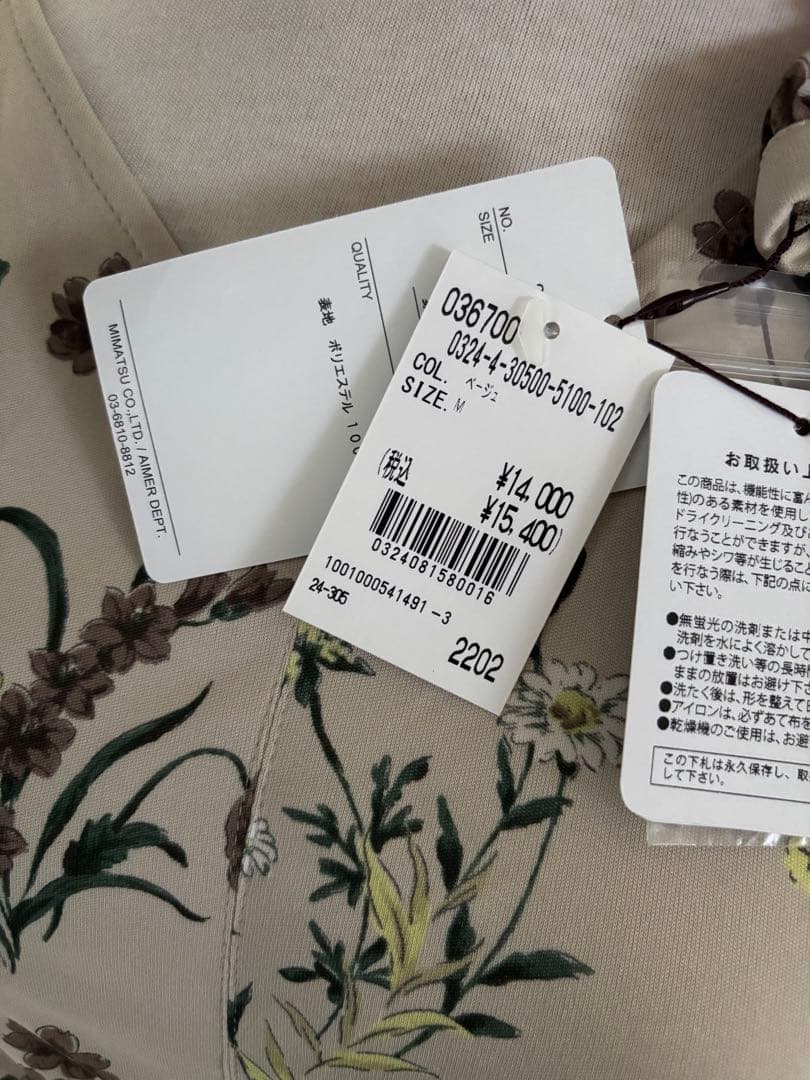 NO.
SIZE
QUALITY
表地 ポリエステル 100
MIMATSU CO.,LTD. / AIMER DEPT.
03-6810-8812
036700
0324-4-30500-5100-102
COL. ベージュ
SIZE. M
¥14,000
(税込 ¥15,400)
0324081580016
1001000541491-3
24-305
2202
お取扱い上
この商品は、機能性に富ん
性)のある素材を使用し
ドライクリーニング及び
行なうことができますが、
縮みやシワ等が生じること
を行なう際は、下記の点に
い下さい。
●無蛍光の洗剤または中
洗剤を水によく溶かして
●つけ置き洗い等の長時間
ままの放置はお避け下さ
●洗たく後は、形を整えて日
●アイロンは、必ずあて布を
●乾燥機のご使用は、お避
この下札は永久保存し、取
して下さい。